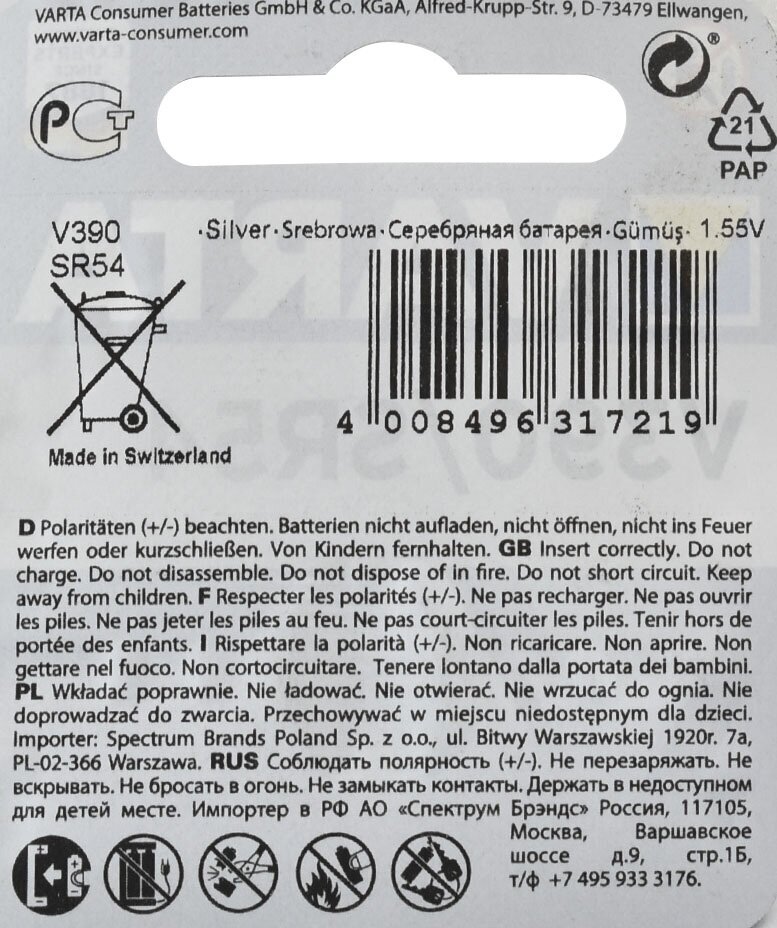 VARTA Consumer Batteries GmbH & Co. KGaA, Alfred-Krupp-Str. 9, D-73479 Ellwangen,
www.varta-consumer.com
®
РСТ
21
PAP
V390
SR54
·Silver·Srebrowa·Серебряная батарея·Gümüş· 1.55V
4 008496 317219
Made in Switzerland
D Polaritäten (+/-) beachten. Batterien nicht aufladen, nicht öffnen, nicht ins Feuer
werfen oder kurzschließen. Von Kindern fernhalten. GB Insert correctly. Do not
charge. Do not disassemble. Do not dispose of in fire. Do not short circuit. Keep
away from children. F Respecter les polarités (+/-). Ne pas recharger. Ne pas ouvrir
les piles. Ne pas jeter les piles au feu. Ne pas court-circuiter les piles. Tenir hors de
portée des enfants. I Rispettare la polarità (+/-). Non ricaricare. Non aprire. Non
gettare nel fuoco. Non cortocircuitare. Tenere lontano dalla portata dei bambini.
PL Wkładać poprawnie. Nie ładować. Nie otwierać. Nie wrzucać do ognia. Nie
doprowadzać do zwarcia. Przechowywać w miejscu niedostępnym dla dzieci.
Importer: Spectrum Brands Poland Sp. z o.o., ul. Bitwy Warszawskiej 1920r. 7a,
PL-02-366 Warszawa. RUS Соблюдать полярность (+/-). Не перезаряжать. Не
вскрывать. Не бросать в огонь. Не замыкать контакты. Держать в недоступном
для детей месте. Импортер в РФ АО «Спектрум Брэндс» Россия, 117105,
Москва, Варшавское
шоссе д.9, стр.1Б,
т/ф +7 495 933 3176.